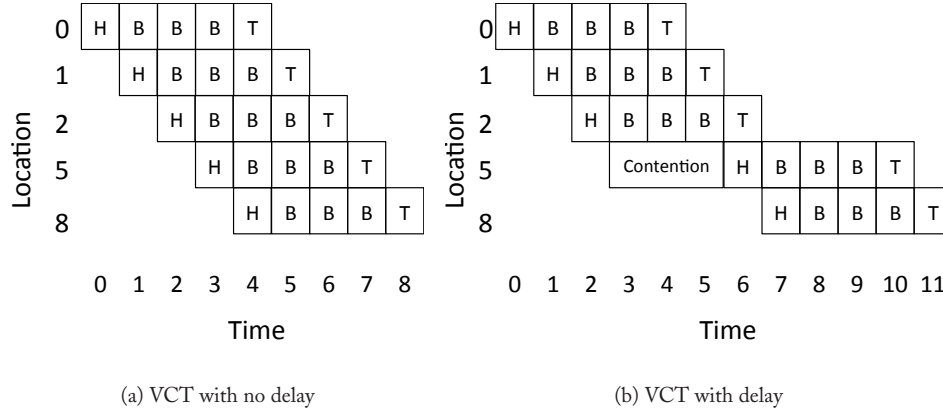 0 H B B B T
1 H B B B T
2 H B B B T
5 H B B B T
8 H B B B T
Location
0 1 2 3 4 5 6 7 8
Time
(a) VCT with no delay
0 H B B B T
1 H B B B T
2 H B B B T
5 Contention H B B B T
8 H B B B T
Location
0 1 2 3 4 5 6 7 8 9 10 11
Time
(b) VCT with delay